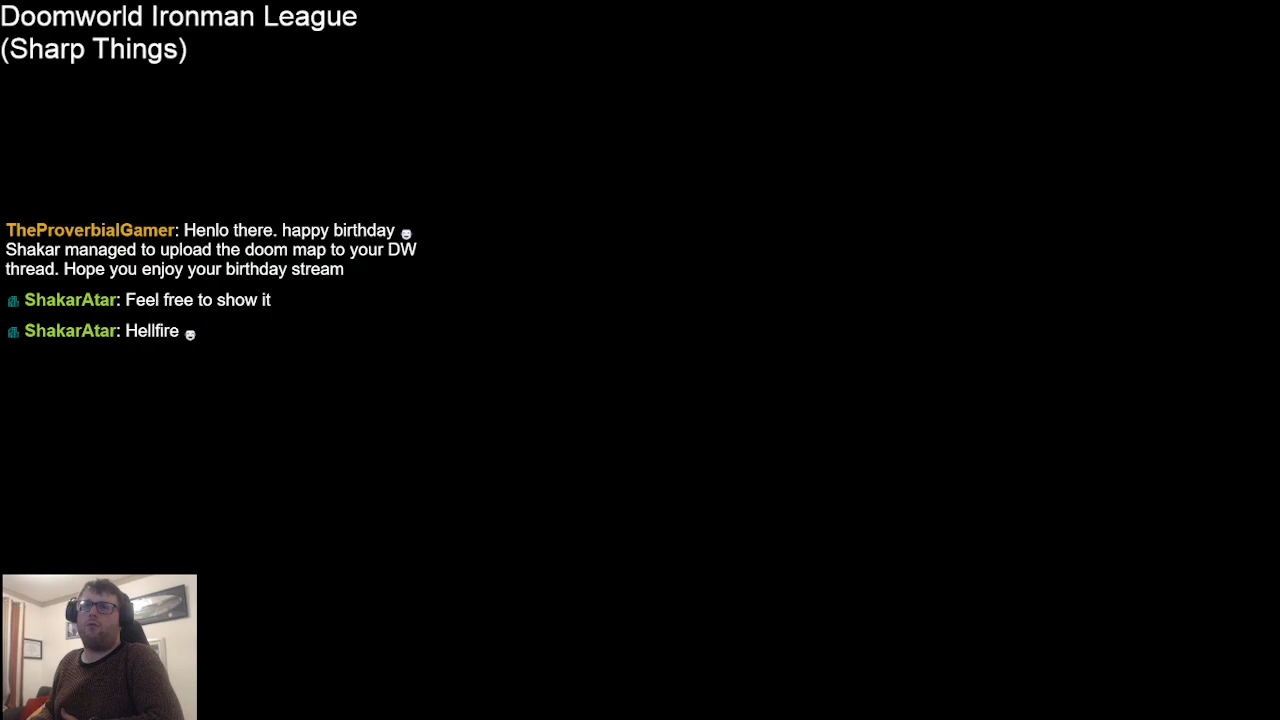 Doomworld Ironman League
(Sharp Things)
TheProverbialGamer: Henlo there. happy birthday
Shakar managed to upload the doom map to your DW
thread. Hope you enjoy your birthday stream
ShakarAtar: Feel free to show it
ShakarAtar: Hellfire